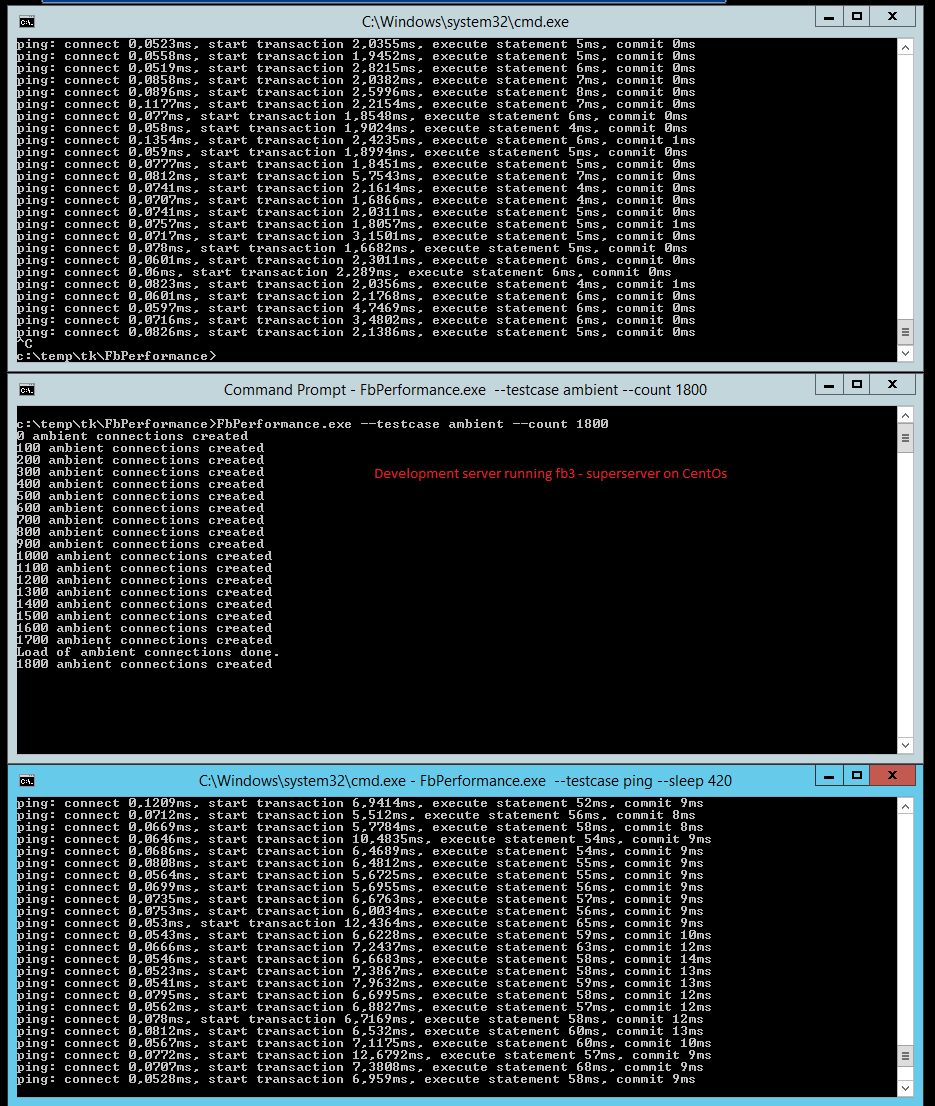 C:\Windows\system32\cmd.exe
ping: connect 0,0523ms, start transaction 2,0355ms, execute statement 5ms, commit 0ms
ping: connect 0,0558ms, start transaction 1,9452ms, execute statement 5ms, commit 0ms
ping: connect 0,0519ms, start transaction 2,8215ms, execute statement 6ms, commit 0ms
ping: connect 0,0858ms, start transaction 2,0382ms, execute statement 7ms, commit 0ms
ping: connect 0,0896ms, start transaction 2,5996ms, execute statement 8ms, commit 0ms
ping: connect 0,1177ms, start transaction 2,2154ms, execute statement 7ms, commit 0ms
ping: connect 0,077ms, start transaction 1,8548ms, execute statement 6ms, commit 0ms
ping: connect 0,058ms, start transaction 1,9024ms, execute statement 4ms, commit 0ms
ping: connect 0,1354ms, start transaction 2,4235ms, execute statement 6ms, commit 1ms
ping: connect 0,059ms, start transaction 1,8994ms, execute statement 5ms, commit 0ms
ping: connect 0,0777ms, start transaction 1,8451ms, execute statement 5ms, commit 0ms
ping: connect 0,0812ms, start transaction 5,7543ms, execute statement 7ms, commit 0ms
ping: connect 0,0741ms, start transaction 2,1614ms, execute statement 4ms, commit 0ms
ping: connect 0,0707ms, start transaction 1,6866ms, execute statement 4ms, commit 0ms
ping: connect 0,0741ms, start transaction 2,0311ms, execute statement 5ms, commit 0ms
ping: connect 0,0757ms, start transaction 1,8057ms, execute statement 5ms, commit 1ms
ping: connect 0,0717ms, start transaction 3,1501ms, execute statement 5ms, commit 0ms
ping: connect 0,078ms, start transaction 1,6682ms, execute statement 5ms, commit 0ms
ping: connect 0,0601ms, start transaction 2,3011ms, execute statement 6ms, commit 0ms
ping: connect 0,06ms, start transaction 2,289ms, execute statement 6ms, commit 0ms
ping: connect 0,0823ms, start transaction 2,0356ms, execute statement 4ms, commit 1ms
ping: connect 0,0601ms, start transaction 2,1768ms, execute statement 6ms, commit 0ms
ping: connect 0,0597ms, start transaction 4,7469ms, execute statement 6ms, commit 0ms
ping: connect 0,0716ms, start transaction 3,4802ms, execute statement 6ms, commit 0ms
ping: connect 0,0826ms, start transaction 2,1386ms, execute statement 5ms, commit 0ms
^C
c:\temp\tk\FbPerformance>
Command Prompt - FbPerformance.exe --testcase ambient --count 1800
c:\temp\tk\FbPerformance>FbPerformance.exe --testcase ambient --count 1800
0 ambient connections created
100 ambient connections created
200 ambient connections created
300 ambient connections created
Development server running fb3 - superserver on CentOs
400 ambient connections created
500 ambient connections created
600 ambient connections created
700 ambient connections created
800 ambient connections created
900 ambient connections created
1000 ambient connections created
1100 ambient connections created
1200 ambient connections created
1300 ambient connections created
1400 ambient connections created
1500 ambient connections created
1600 ambient connections created
1700 ambient connections created
Load of ambient connections done.
1800 ambient connections created
C:\Windows\system32\cmd.exe - FbPerformance.exe --testcase ping --sleep 420
ping: connect 0,1209ms, start transaction 6,9414ms, execute statement 52ms, commit 9ms
ping: connect 0,0712ms, start transaction 5,512ms, execute statement 56ms, commit 8ms
ping: connect 0,0669ms, start transaction 5,7784ms, execute statement 58ms, commit 8ms
ping: connect 0,0646ms, start transaction 10,4835ms, execute statement 54ms, commit 9ms
ping: connect 0,0686ms, start transaction 6,4689ms, execute statement 54ms, commit 9ms
ping: connect 0,0808ms, start transaction 6,4812ms, execute statement 55ms, commit 9ms
ping: connect 0,0564ms, start transaction 5,6725ms, execute statement 55ms, commit 9ms
ping: connect 0,0699ms, start transaction 5,6955ms, execute statement 56ms, commit 9ms
ping: connect 0,0735ms, start transaction 6,6763ms, execute statement 57ms, commit 9ms
ping: connect 0,0753ms, start transaction 6,0034ms, execute statement 56ms, commit 9ms
ping: connect 0,053ms, start transaction 12,4364ms, execute statement 65ms, commit 9ms
ping: connect 0,0543ms, start transaction 6,6228ms, execute statement 59ms, commit 10ms
ping: connect 0,0666ms, start transaction 7,2437ms, execute statement 63ms, commit 12ms
ping: connect 0,0546ms, start transaction 6,6683ms, execute statement 58ms, commit 14ms
ping: connect 0,0523ms, start transaction 7,3867ms, execute statement 58ms, commit 13ms
ping: connect 0,0541ms, start transaction 7,9632ms, execute statement 59ms, commit 13ms
ping: connect 0,0795ms, start transaction 6,6995ms, execute statement 58ms, commit 12ms
ping: connect 0,0562ms, start transaction 6,8827ms, execute statement 57ms, commit 12ms
ping: connect 0,078ms, start transaction 6,7169ms, execute statement 58ms, commit 12ms
ping: connect 0,0812ms, start transaction 6,532ms, execute statement 60ms, commit 13ms
ping: connect 0,0567ms, start transaction 7,1175ms, execute statement 60ms, commit 10ms
ping: connect 0,0772ms, start transaction 12,6792ms, execute statement 57ms, commit 9ms
ping: connect 0,0707ms, start transaction 7,3808ms, execute statement 68ms, commit 9ms
ping: connect 0,0528ms, start transaction 6,959ms, execute statement 58ms, commit 9ms